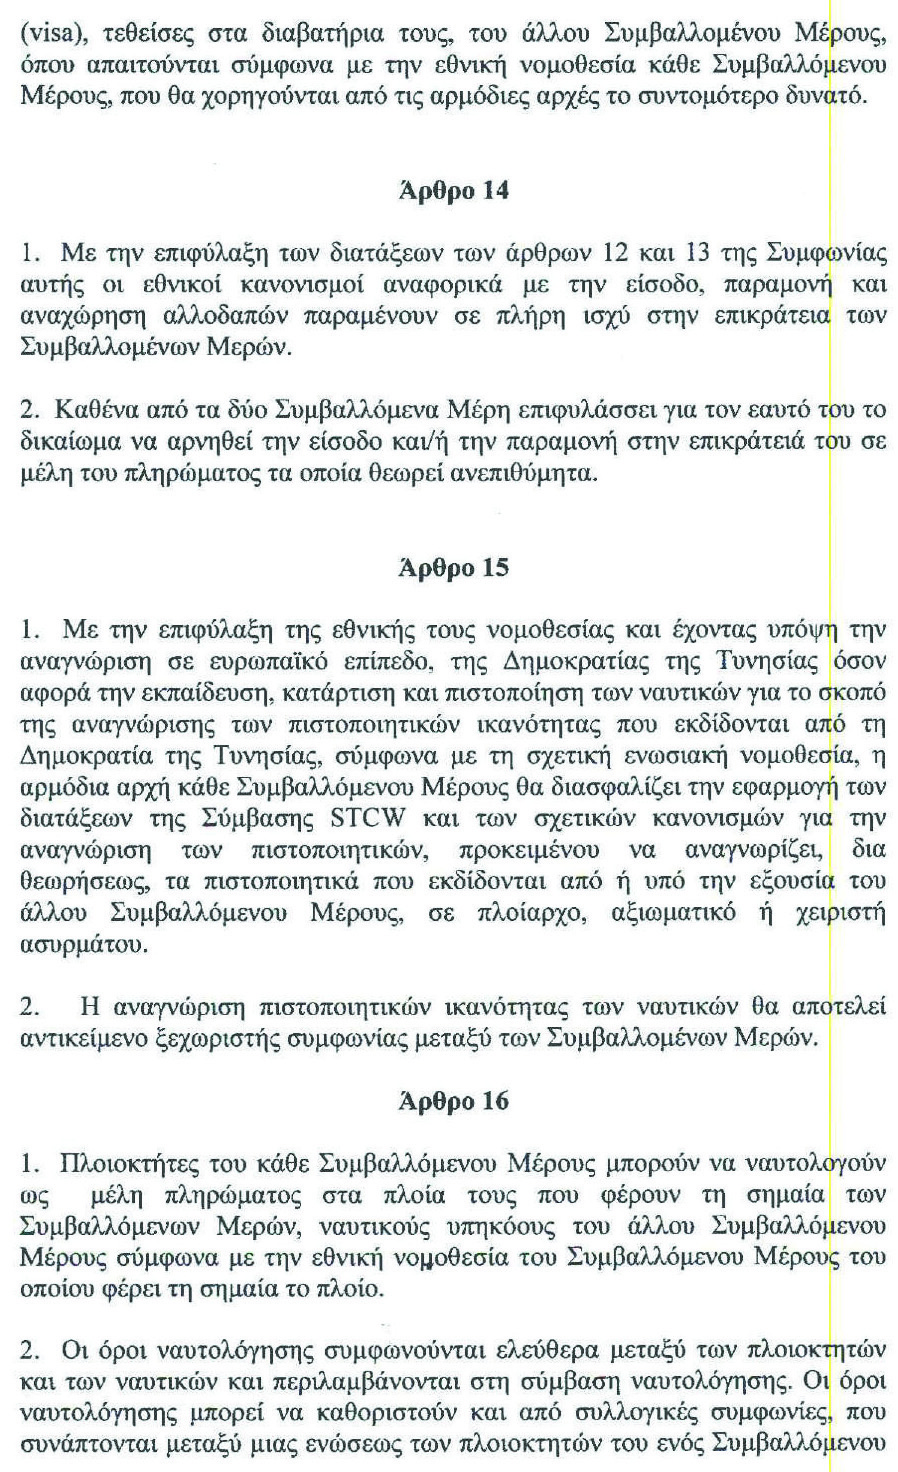 (visa), τεθείσες στα διαβατήρια τους, του άλλου Συμβαλλομένου Μέρους,
όπου απαιτούνται σύμφωνα με την εθνική νομοθεσία κάθε Συμβαλλόμενου
Μέρους, που θα χορηγούνται από τις αρμόδιες αρχές το συντομότερο δυνατό.
Άρθρο 14
1. Με την επιφύλαξη των διατάξεων των άρθρων 12 και 13 της Συμφωνίας
αυτής οι εθνικοί κανονισμοί αναφορικά με την είσοδο, παραμονή και
αναχώρηση αλλοδαπών παραμένουν σε πλήρη ισχύ στην επικράτεια των
Συμβαλλομένων Μερών.
2. Καθένα από τα δύο Συμβαλλόμενα Μέρη επιφυλάσσει για τον εαυτό του το
δικαίωμα να αρνηθεί την είσοδο και/ή την παραμονή στην επικράτειά του σε
μέλη του πληρώματος τα οποία θεωρεί ανεπιθύμητα.
Άρθρο 15
1. Με την επιφύλαξη της εθνικής τους νομοθεσίας και έχοντας υπόψη την
αναγνώριση σε ευρωπαϊκό επίπεδο, της Δημοκρατίας της Τυνησίας όσον
αφορά την εκπαίδευση, κατάρτιση και πιστοποίηση των ναυτικών για το σκοπό
της αναγνώρισης των πιστοποιητικών ικανότητας που εκδίδονται από τη
Δημοκρατία της Τυνησίας, σύμφωνα με τη σχετική ενωσιακή νομοθεσία, η
αρμόδια αρχή κάθε Συμβαλλόμενου Μέρους θα διασφαλίζει την εφαρμογή των
διατάξεων της Σύμβασης STCW και των σχετικών κανονισμών για την
αναγνώριση των πιστοποιητικών, προκειμένου να αναγνωρίζει, δια
θεωρήσεως, τα πιστοποιητικά που εκδίδονται από ή υπό την εξουσία του
άλλου Συμβαλλόμενου Μέρους, σε πλοίαρχο, αξιωματικό ή χειριστή
ασυρμάτου.
2. Η αναγνώριση πιστοποιητικών ικανότητας των ναυτικών θα αποτελεί
αντικείμενο ξεχωριστής συμφωνίας μεταξύ των Συμβαλλομένων Μερών.
Άρθρο 16
1. Πλοιοκτήτες του κάθε Συμβαλλόμενου Μέρους μπορούν να ναυτολογούν
ως μέλη πληρώματος στα πλοία τους που φέρουν τη σημαία των
Συμβαλλόμενων Μερών, ναυτικούς υπηκόους του άλλου Συμβαλλόμενου
Μέρους σύμφωνα με την εθνική νομοθεσία του Συμβαλλόμενου Μέρους του
οποίου φέρει τη σημαία το πλοίο.
2. Οι όροι ναυτολόγησης συμφωνούνται ελεύθερα μεταξύ των πλοιοκτητών
και των ναυτικών και περιλαμβάνονται στη σύμβαση ναυτολόγησης. Οι όροι
ναυτολόγησης μπορεί να καθοριστούν και από συλλογικές συμφωνίες, που
συνάπτονται μεταξύ μιας ενώσεως των πλοιοκτητών του ενός Συμβαλλόμενου